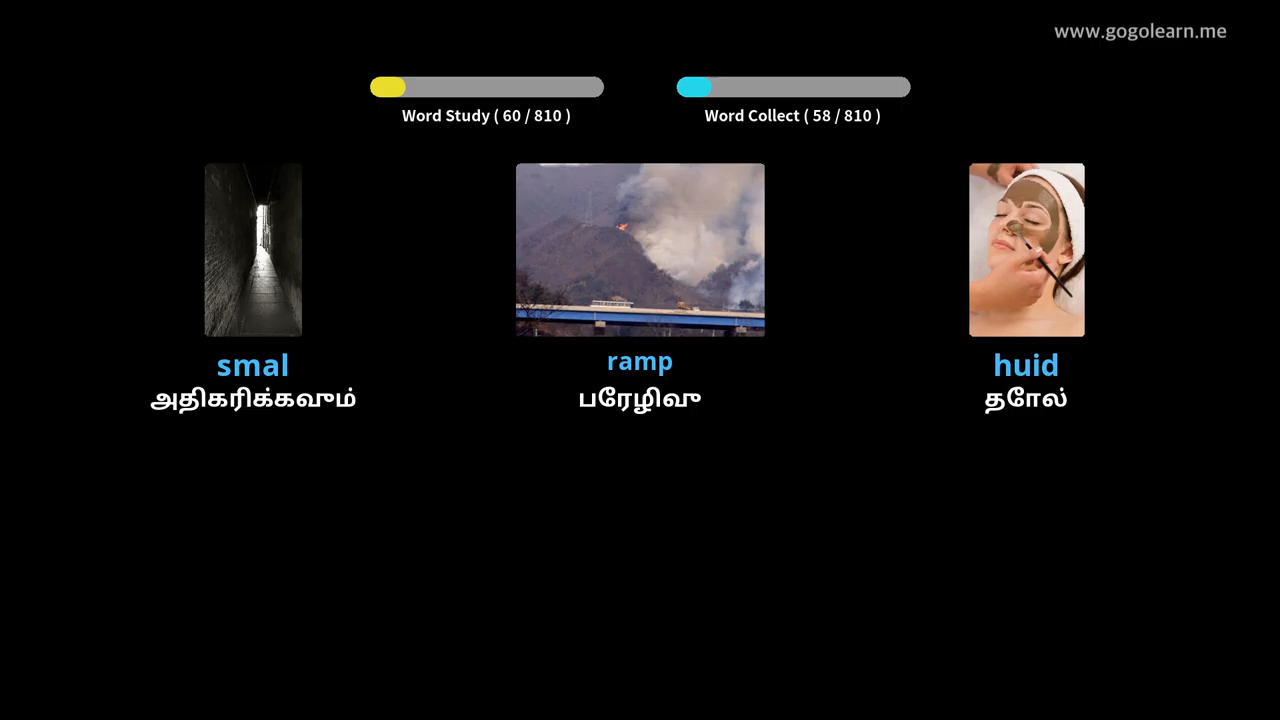 www.gogolearn.me
Word Study ( 60 / 810 )
Word Collect ( 58 / 810 )
smal
அதிகரிக்கவும்
ramp
பரேழிவு
huid
தோல்